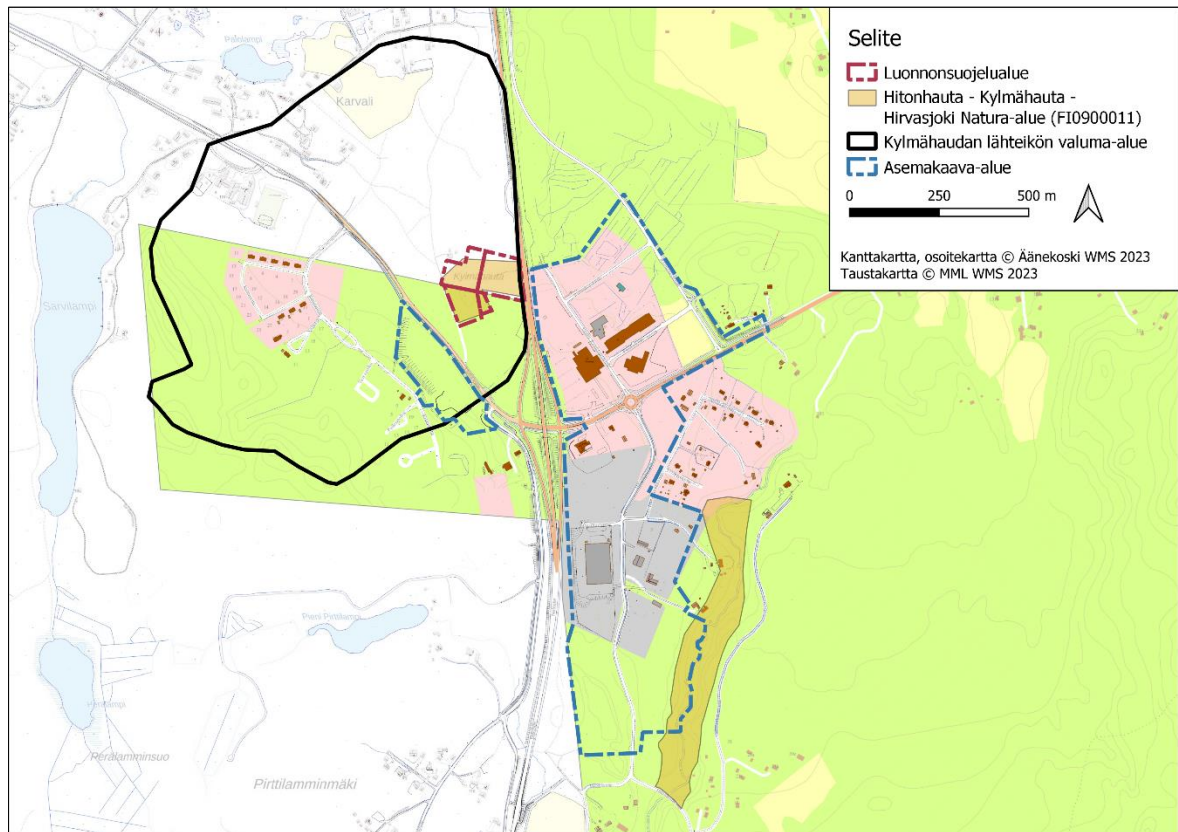 Selite
Luonnonsuojelualue
Hitonhauta - Kylmähauta -
Hirvasjoki Natura-alue (FI0900011)
Kylmähaudan lähteikön valuma-alue
Asemakaava-alue
0 250 500 m
Kanttakartta, osoitekartta © Äänekoski WMS 2023
Taustakartta © MML WMS 2023
Karvali
Kylmähauta
Sarvilampi
Pieni Pirttilampi
Perälamminsuo
Pirttilamminmäki